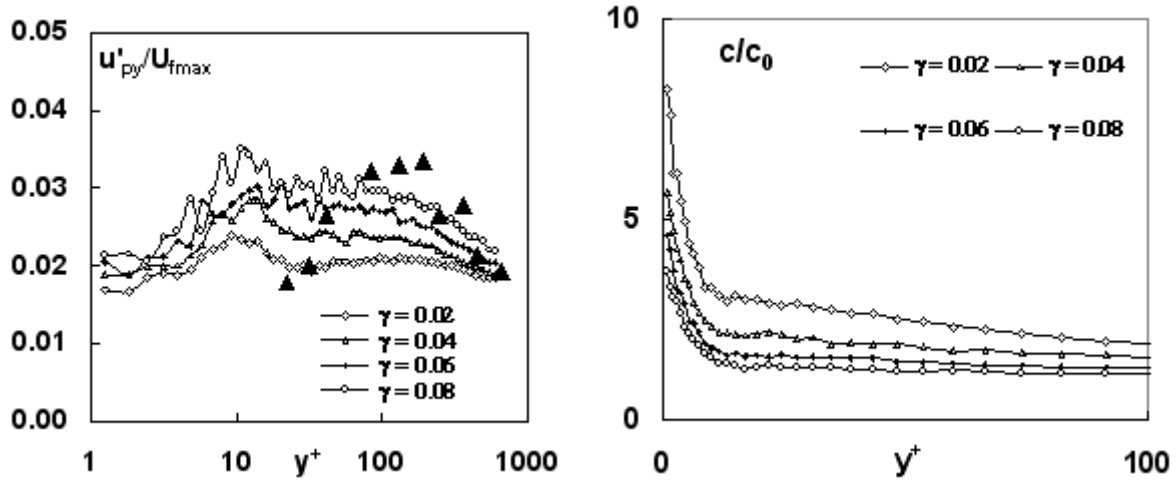 0.05
u'py/Ufmax
0.04
0.03
0.02
0.01
0.00
γ = 0.02
γ = 0.04
γ = 0.06
γ = 0.08
1 10 y+ 100 1000
10
c/c0
γ = 0.02 γ = 0.04
γ = 0.06 γ = 0.08
5
0
0 y+ 100